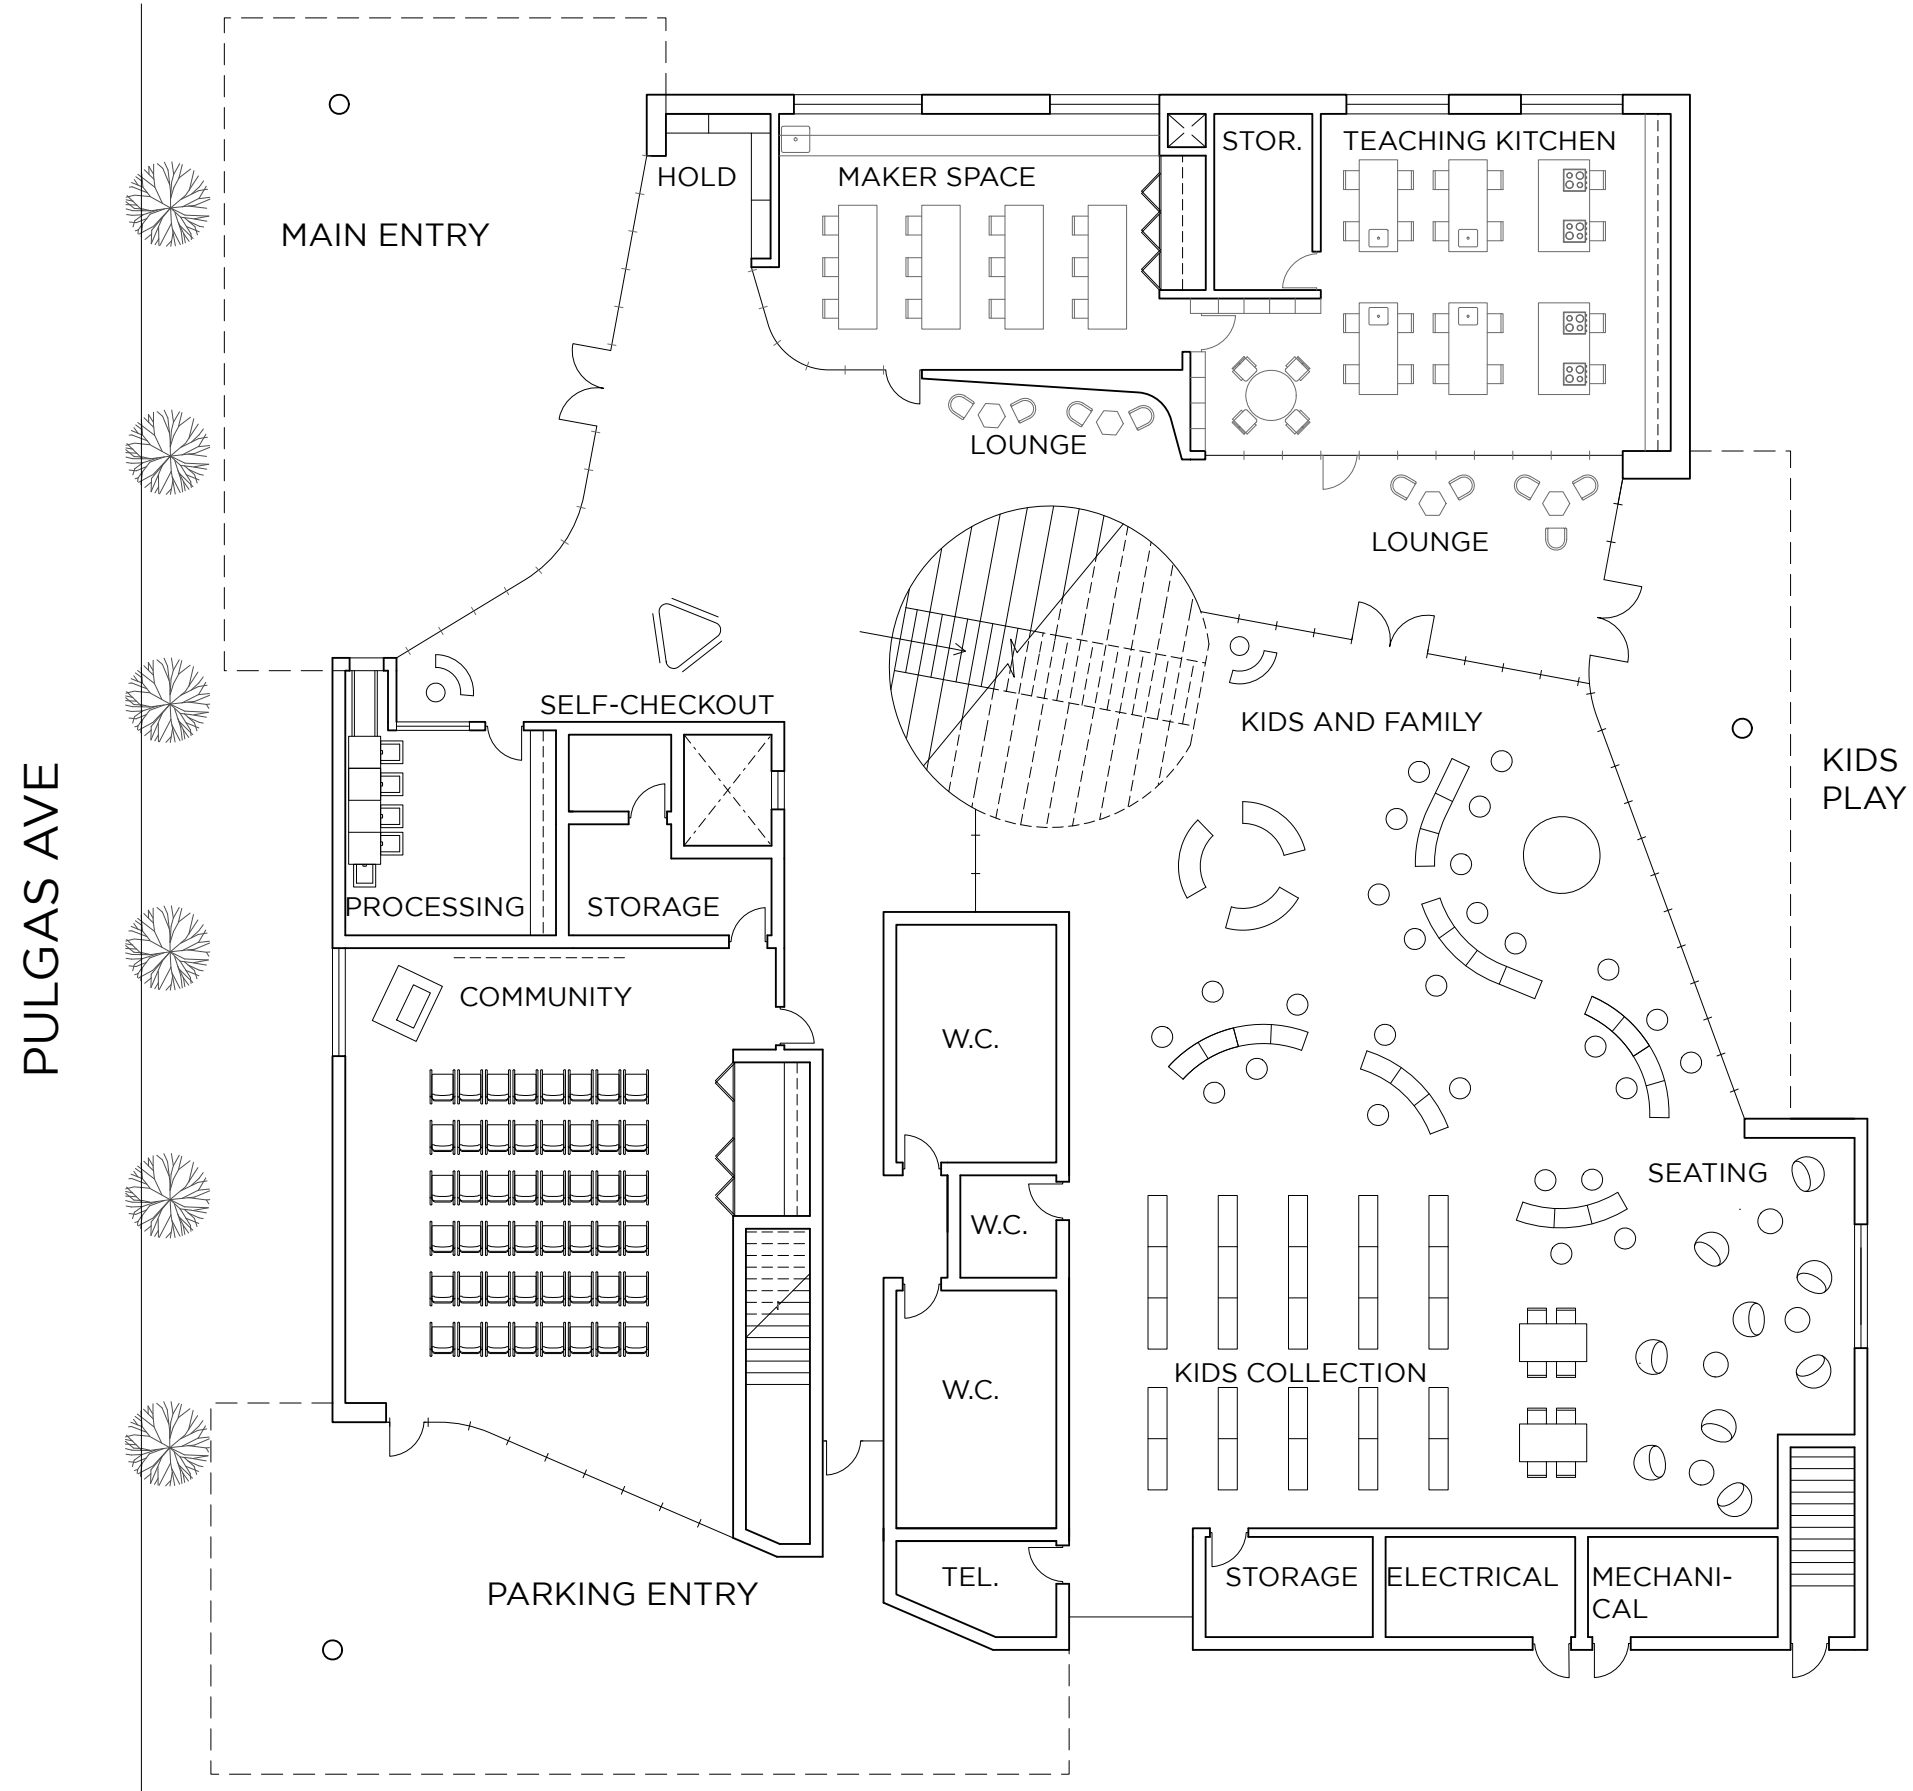 STOR.
TEACHING KITCHEN
HOLD
MAKER SPACE
MAIN ENTRY
LOUNGE
LOUNGE
SELF-CHECKOUT
KIDS AND FAMILY
KIDS
PLAY
PULGAS AVE
PROCESSING
STORAGE
COMMUNITY
W.C.
SEATING
W.C.
KIDS COLLECTION
W.C.
TEL.
STORAGE
ELECTRICAL
MECHANI-
CAL
PARKING ENTRY